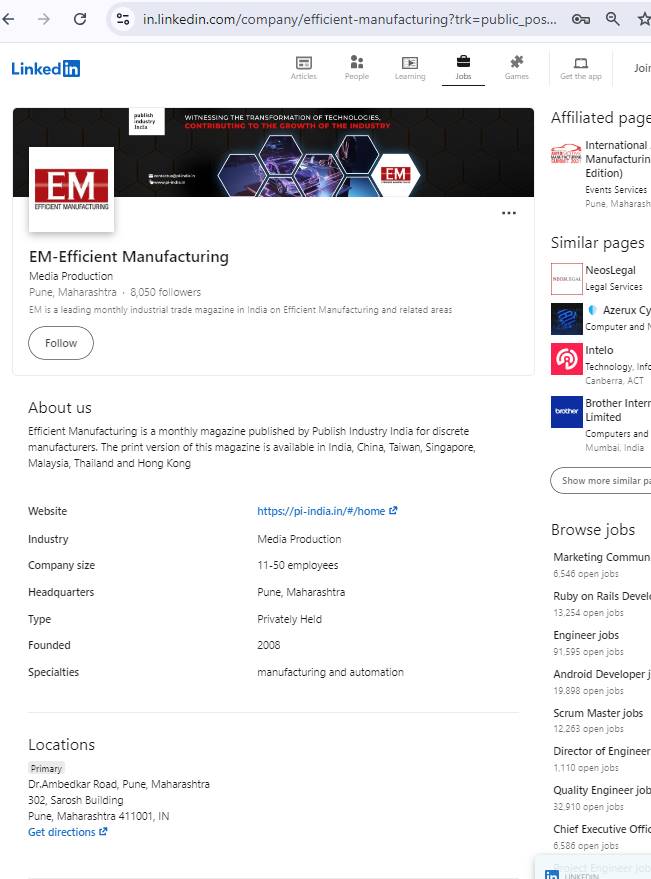 in.linkedin.com/company/efficient-manufacturing?trk=public_pos...
Linkedin
Articles
People
Learning
Jobs
Games
Get the app
Join
publish
industry
India
WITNESSING THE TRANSFORMATION OF TECHNOLOGIES,
CONTRIBUTING TO THE GROWTH OF THE INDUSTRY
contactus@pi-india.in
www.pi-india.in
EM
EM
EFFICIENT MANUFACTURING
EM-Efficient Manufacturing
Media Production
Pune, Maharashtra · 8,050 followers
EM is a leading monthly industrial trade magazine in India on Efficient Manufacturing and related areas
Follow
About us
Efficient Manufacturing is a monthly magazine published by Publish Industry India for discrete
manufacturers. The print version of this magazine is available in India, China, Taiwan, Singapore,
Malaysia, Thailand and Hong Kong
Website https://pi-india.in/#/home
Industry Media Production
Company size 11-50 employees
Headquarters Pune, Maharashtra
Type Privately Held
Founded 2008
Specialties manufacturing and automation
Locations
Primary
Dr.Ambedkar Road, Pune, Maharashtra
302, Sarosh Building
Pune, Maharashtra 411001, IN
Get directions
Affiliated page
International
Manufacturin
Edition)
Events Services
Pune, Maharash
Similar pages
NEOSLEGAL
NeosLegal
Legal Services
Azerux Cy
Computer and N
Intelo
Technology, Info
Canberra, ACT
brother
Brother Intern
Limited
Computers and
Mumbai, India
Show more similar pa
Browse jobs
Marketing Commun
6,546 open jobs
Ruby on Rails Devel
13,254 open jobs
Engineer jobs
91,595 open jobs
Android Developer j
19,898 open jobs
Scrum Master jobs
12,263 open jobs
Director of Engineer
1,110 open jobs
Quality Engineer job
32,910 open jobs
Chief Executive Offic
6,586 open jobs
Project Engineer job
in LINKEDIN